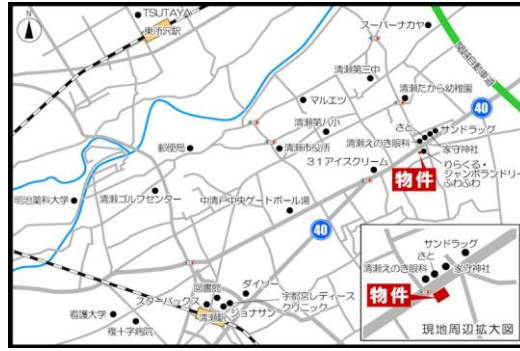 N
TSUTAYA
東所沢駅
スーパーナカヤ
関越自動車道
清瀬第三中
清瀬たから幼稚園
マルエツ
40
さと
サンドラッグ
清瀬第八小
清瀬えのき眼科
家守神社
郵便局
清瀬市役所
31アイスクリーム
りらくる・
ジャンボランドリー
ふわふわ
物件
明治薬科大学
清瀬ゴルフセンター
中清戸中央ゲートボール場
40
サンドラッグ
さと
清瀬えのき眼科
家守神社
物件
現地周辺拡大図
ダイソー
図書館
スターバックス
宇都宮レディース
クリニック
ジョナサン
清瀬駅
看護大学
複十字病院